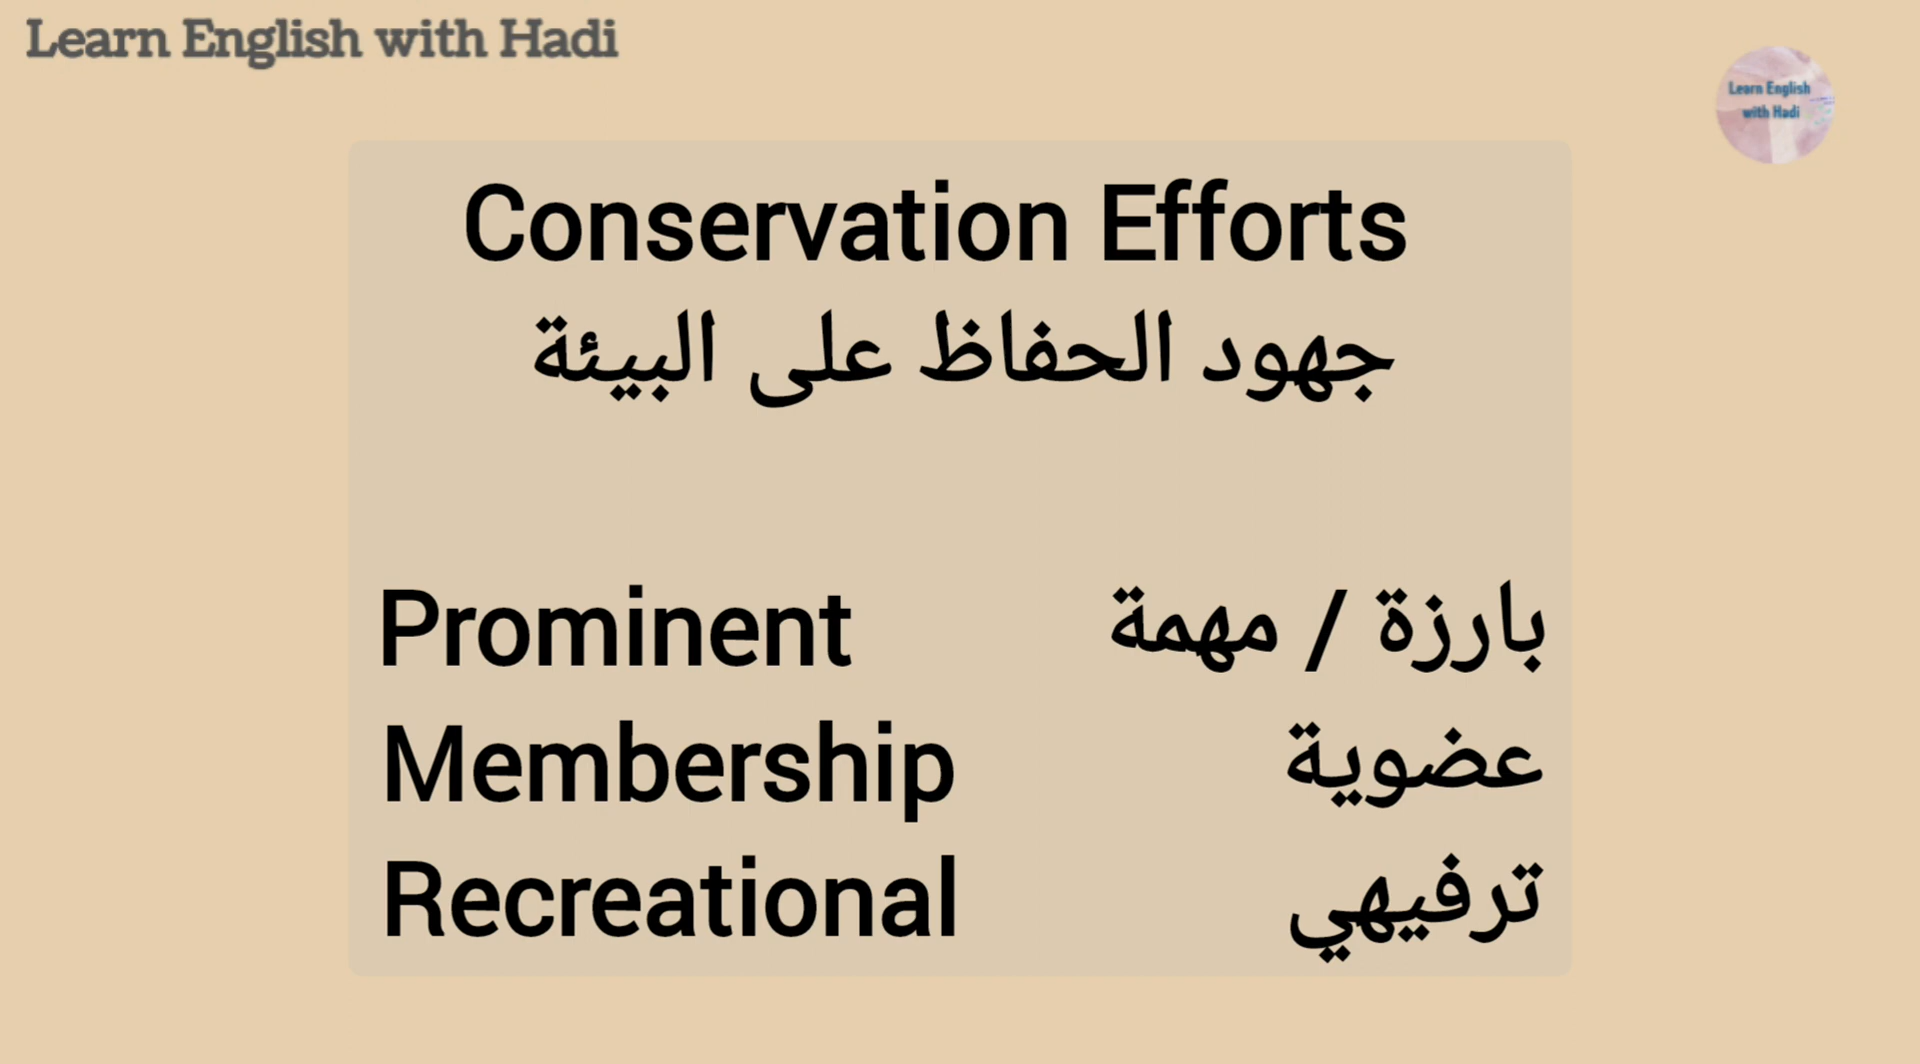 Learn English with Hadi
Learn English
with Hadi
Conservation Efforts
جهود الحفاظ على البيئة
Prominent بارزة / مهمة
Membership عضوية
Recreational ترفيهي